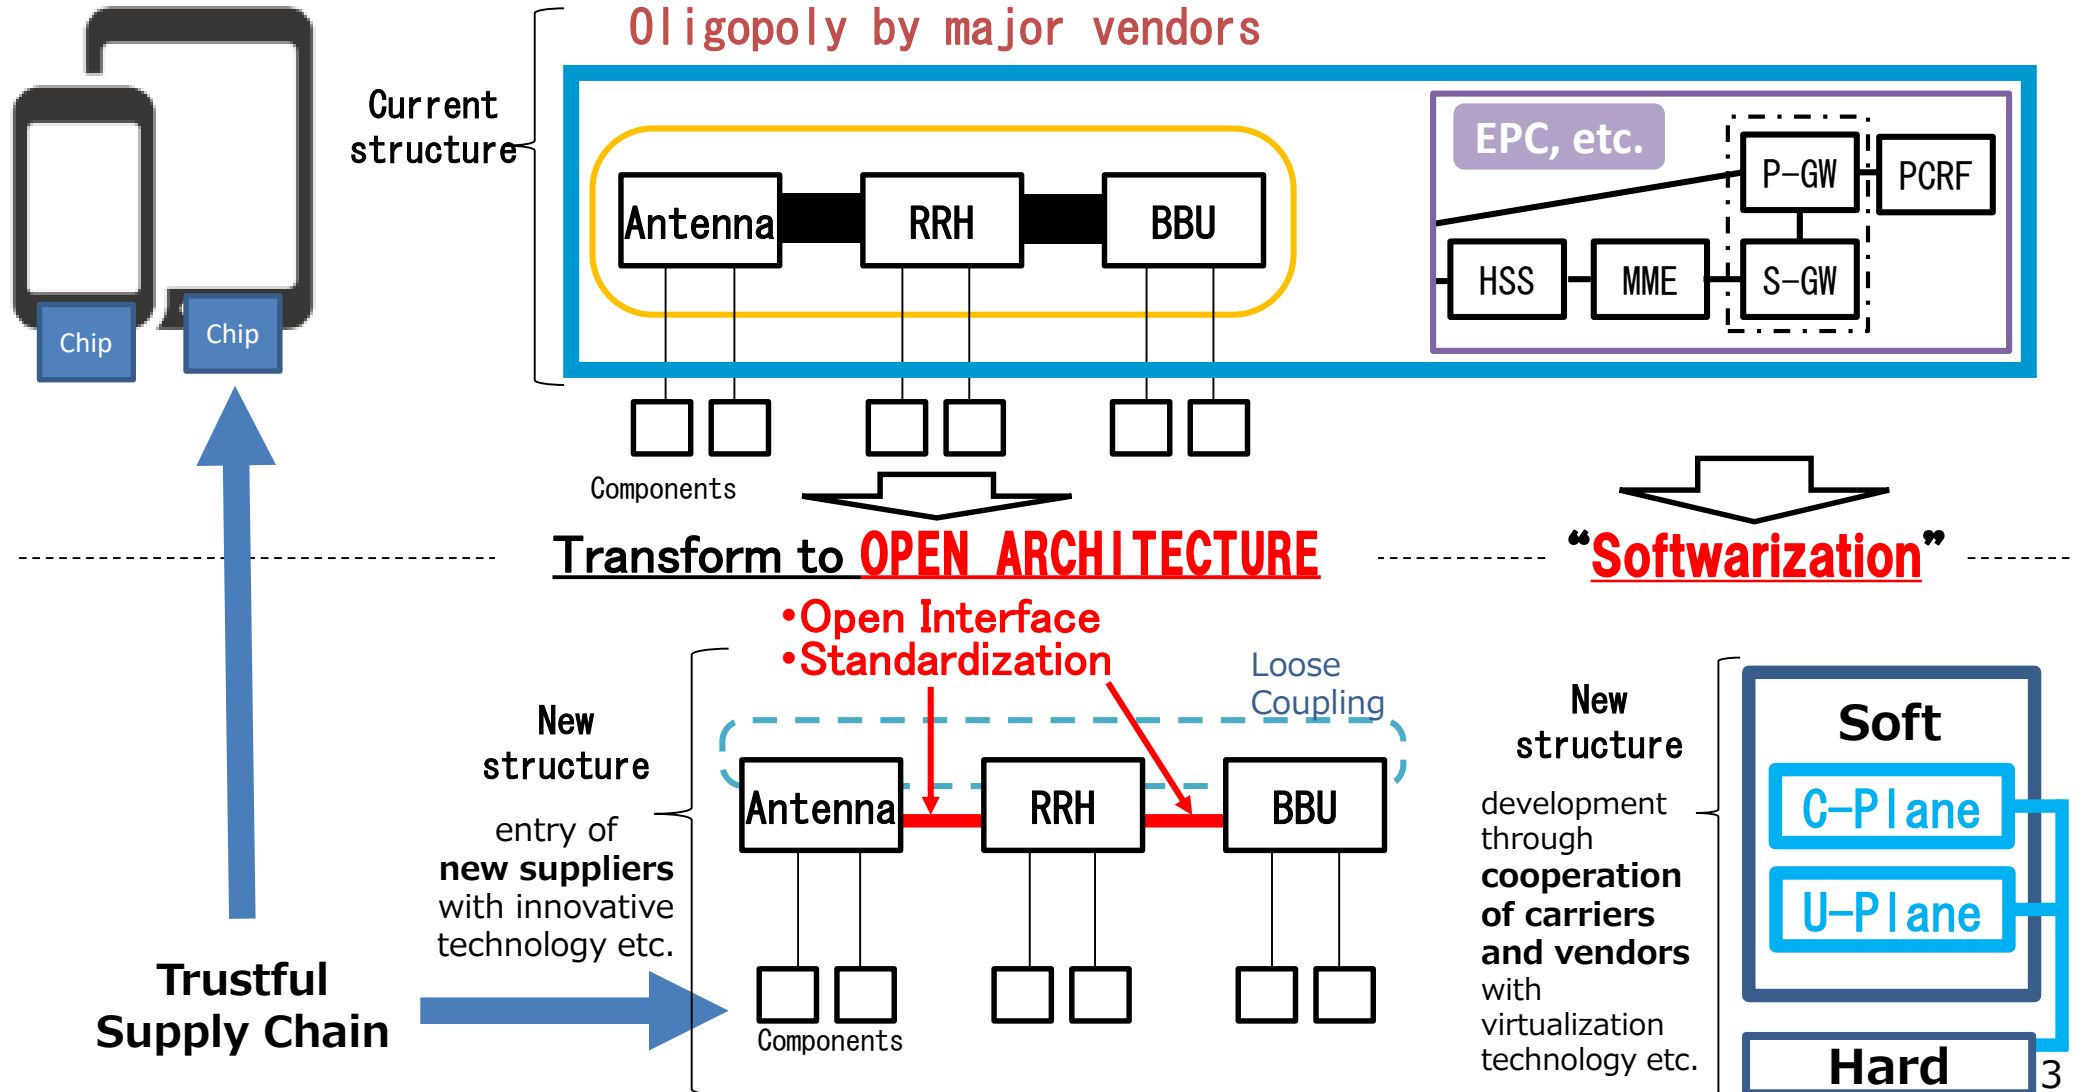 Oligopoly by major vendors
Current
structure
EPC, etc.
P-GW
PCRF
Antenna
RRH
BBU
HSS
MME
S-GW
Chip
Chip
Components
Transform to OPEN ARCHITECTURE
“Softwarization”
•Open Interface
•Standardization
Loose
Coupling
New
structure
entry of
new suppliers
with innovative
technology etc.
Antenna
RRH
BBU
Components
New
structure
development
through
cooperation
of carriers
and vendors
with
virtualization
technology etc.
Soft
C-Plane
U-Plane
Hard
Trustful
Supply Chain
3